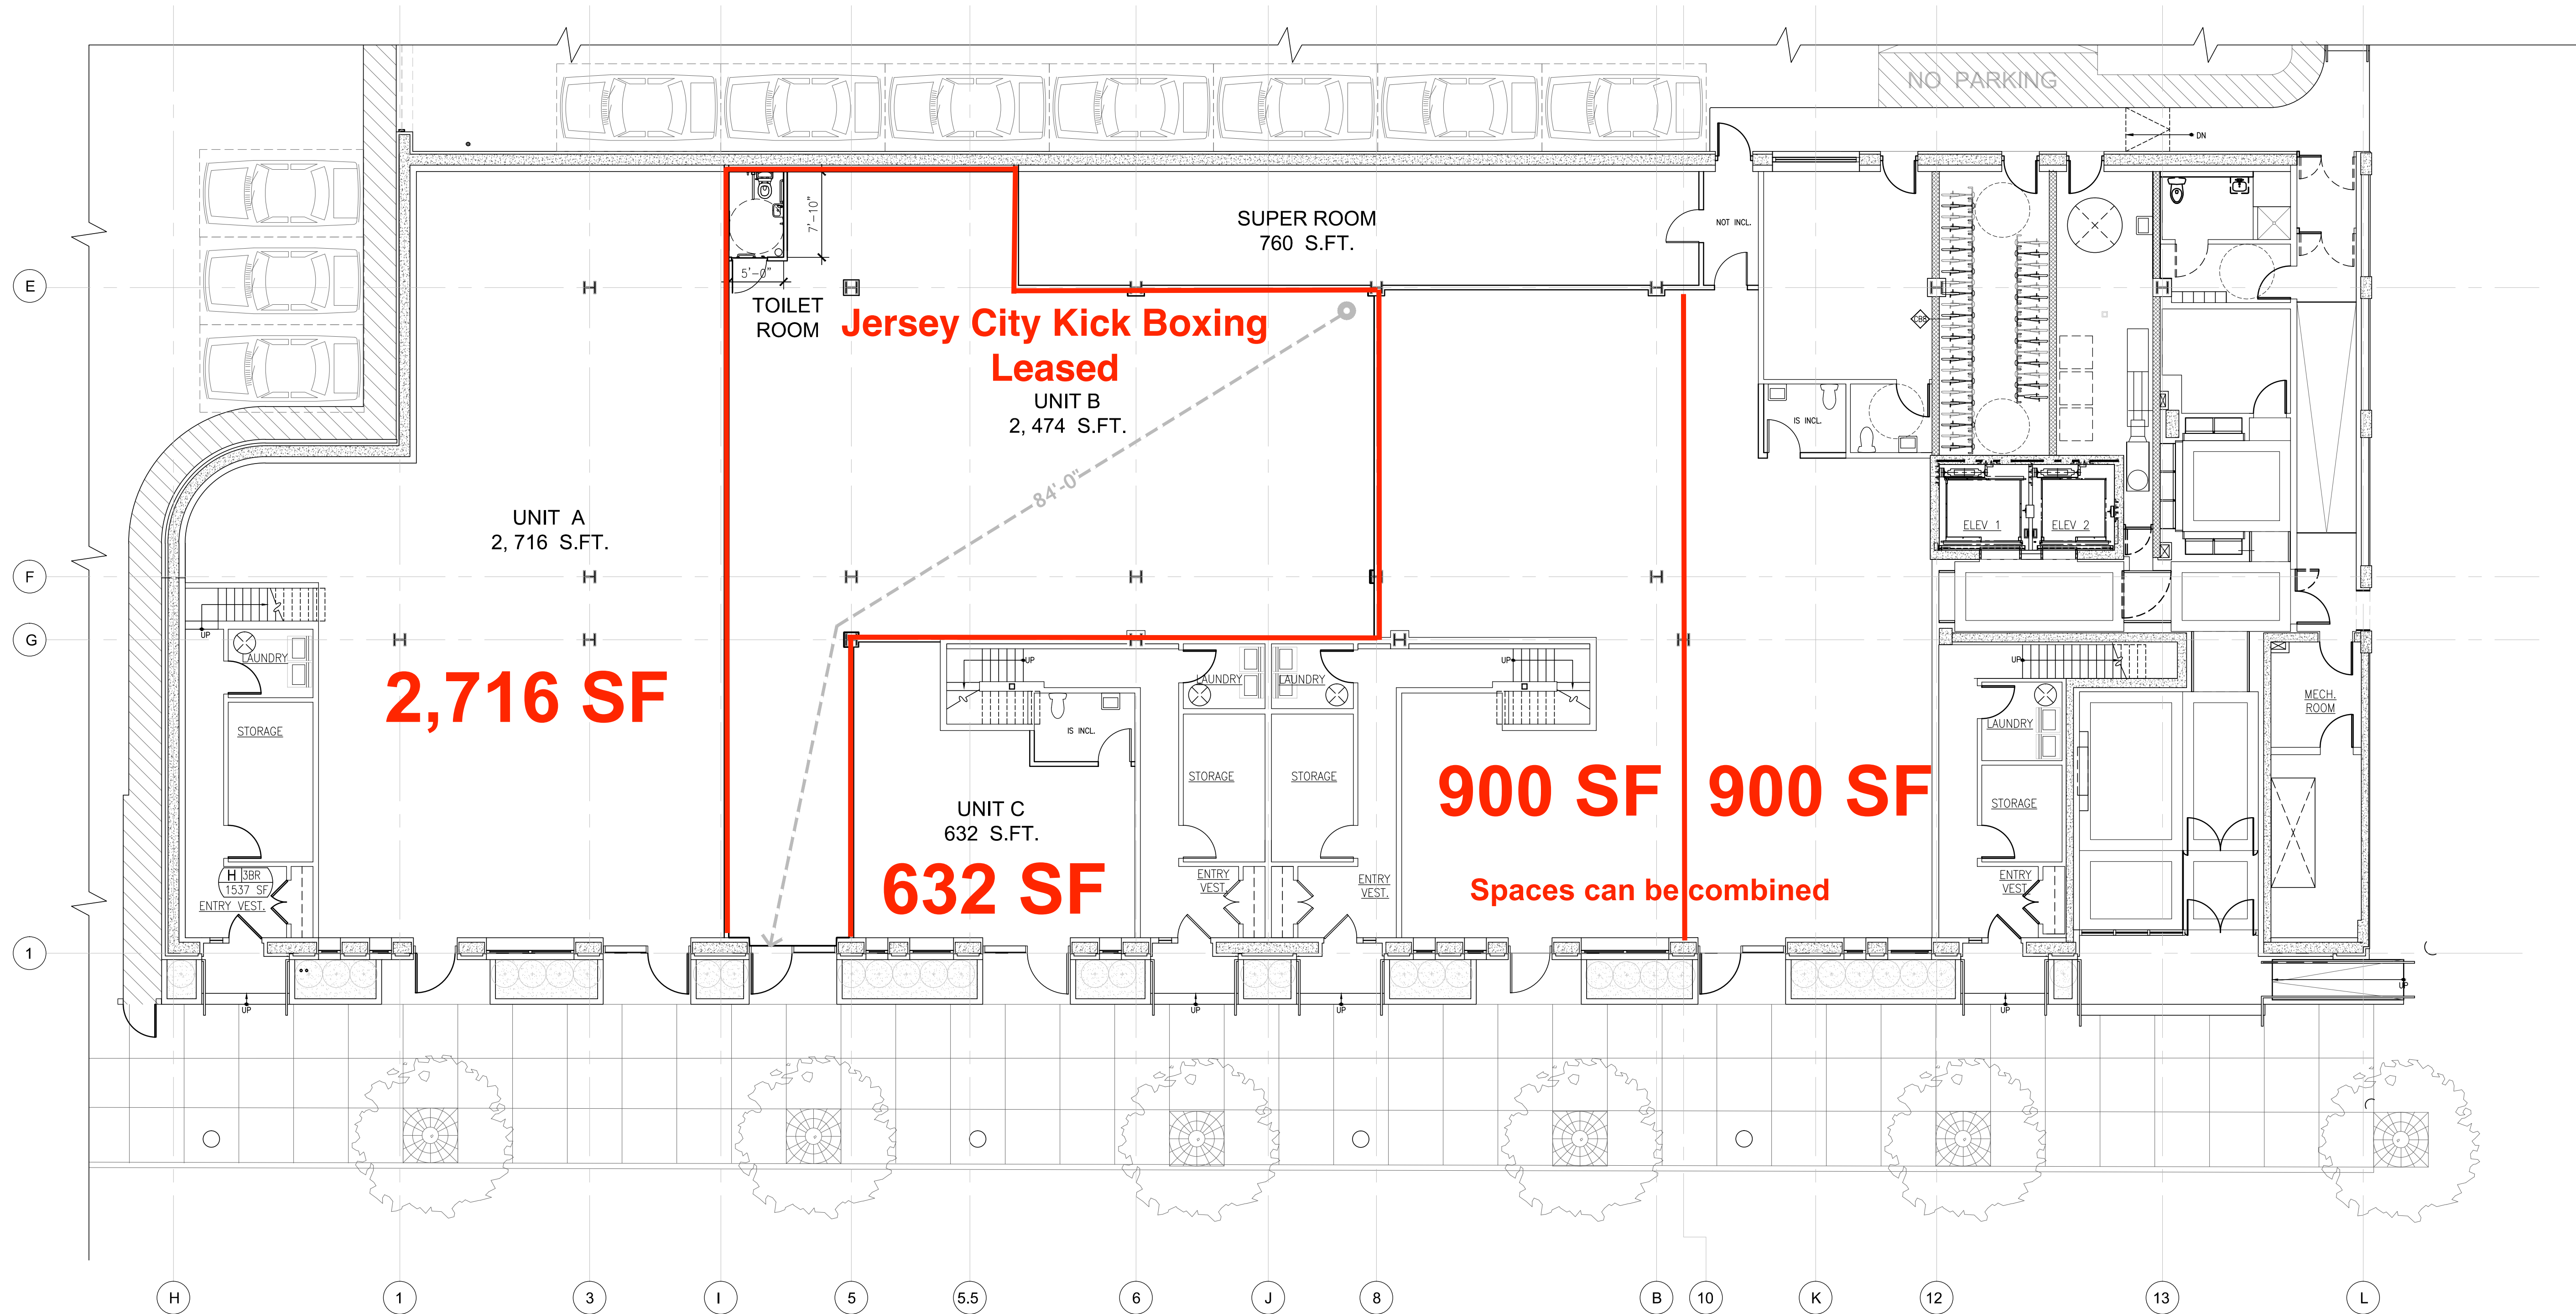 NO PARKING
DN
SUPER ROOM
760 S.FT.
NOT INCL.
7'-10"
5'-0"
E
TOILET
ROOM
Jersey City Kick Boxing
Leased
UNIT B
2, 474 S.FT.
84'-0"
IS INCL.
UNIT A
2, 716 S.FT.
ELEV 1
ELEV 2
F
G
UP
LAUNDRY
UP
LAUNDRY
LAUNDRY
UP
UP
LAUNDRY
MECH.
ROOM
2,716 SF
STORAGE
IS INCL.
STORAGE
STORAGE
STORAGE
900 SF
900 SF
UNIT C
632 S.FT.
632 SF
Spaces can be combined
H 3BR
1537 SF
ENTRY VEST.
ENTRY
VEST.
ENTRY
VEST.
ENTRY
VEST.
1
UP
UP
UP
UP
UP
H
1
3
I
5
5.5
6
J
8
B
10
K
12
13
L